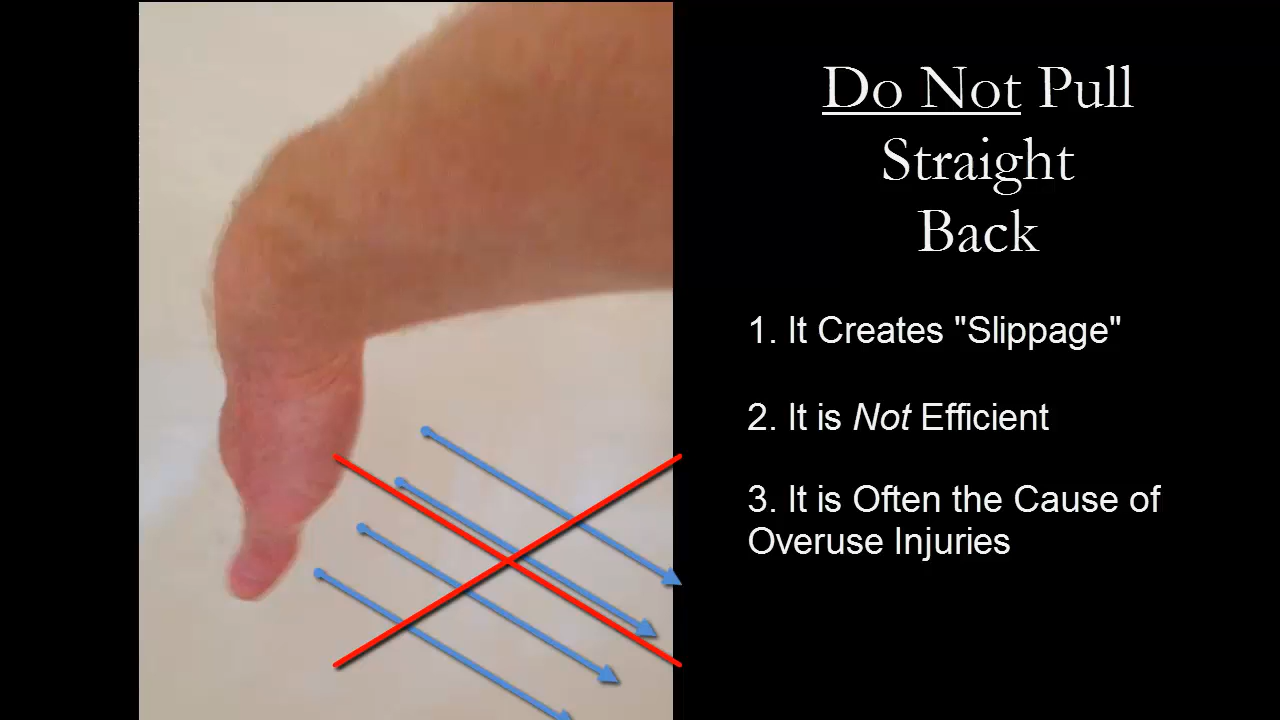 Do Not Pull
Straight
Back
1. It Creates "Slippage"
2. It is Not Efficient
3. It is Often the Cause of
Overuse Injuries